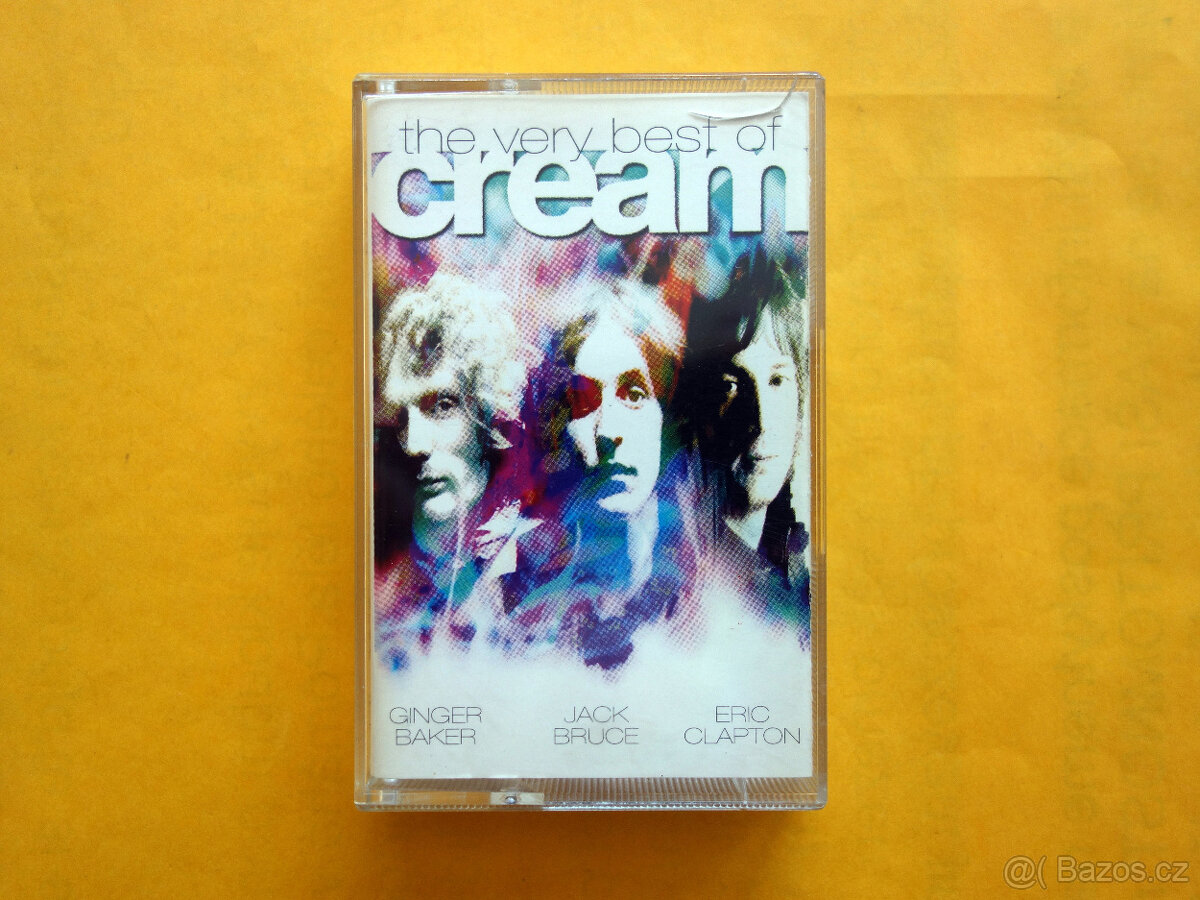 the very best of
cream
GINGER BAKER
JACK BRUCE
ERIC CLAPTON
@( Bazos.cz